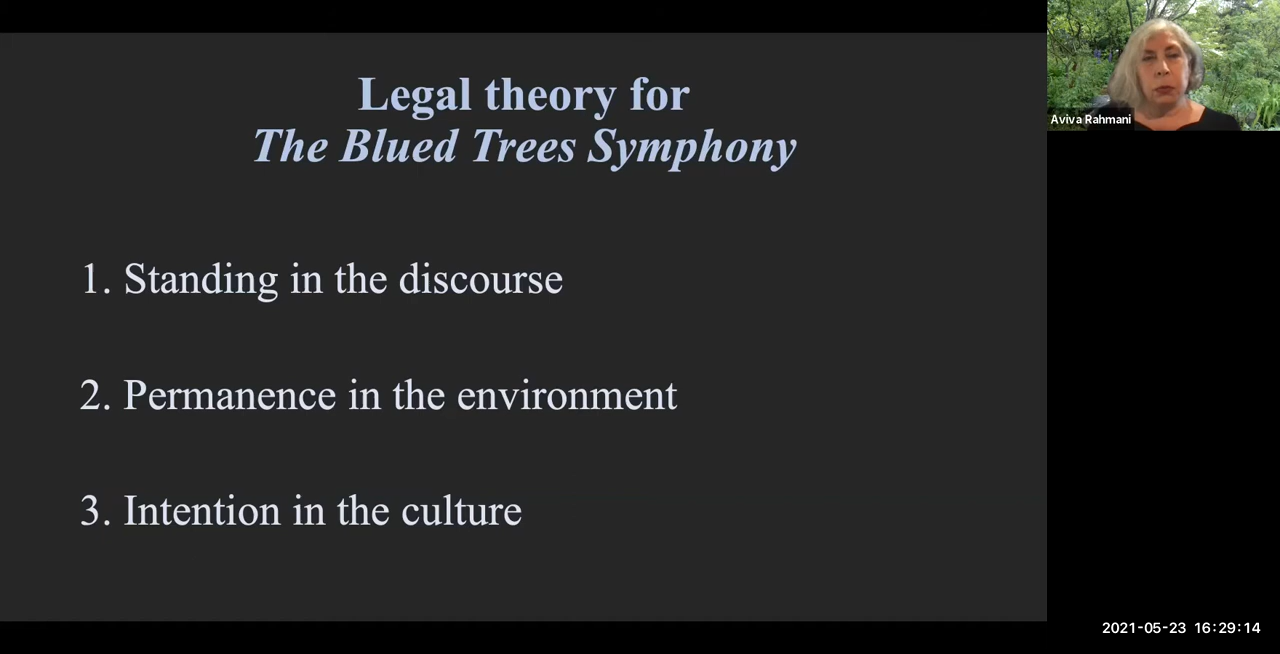 Legal theory for
The Blued Trees Symphony
1. Standing in the discourse
2. Permanence in the environment
3. Intention in the culture
Aviva Rahmani
2021-05-23 16:29:14